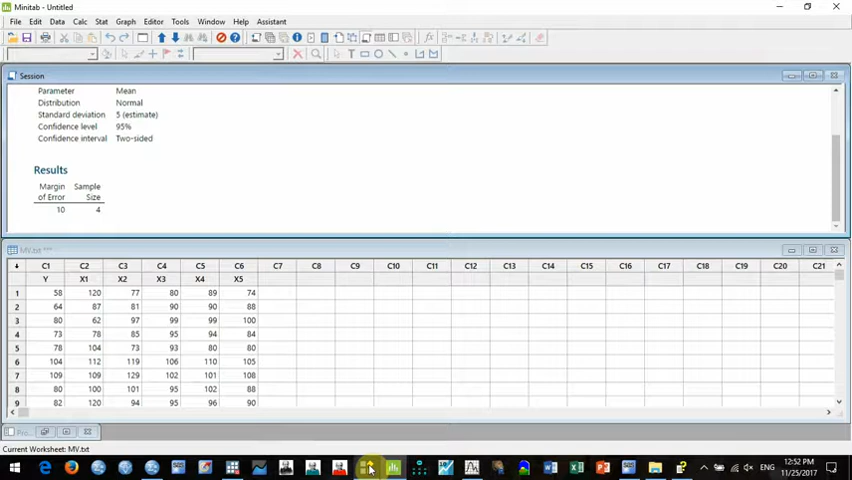 Minitab - Untitled
File Edit Data Calc Stat Graph Editor Tools Window Help Assistant
Session
Parameter Mean
Distribution Normal
Standard deviation 5 (estimate)
Confidence level 95%
Confidence interval Two-sided
Results
Margin Sample
of Error Size
10 4
MV.txt ***
C1 C2 C3 C4 C5 C6 C7 C8 C9 C10 C11 C12 C13 C14 C15 C16 C17 C18 C19 C20 C21
Y X1 X2 X3 X4 X5
1 58 120 77 80 89 74
2 64 87 81 90 90 88
3 80 62 97 99 99 100
4 73 78 85 95 94 84
5 78 104 73 93 80 80
6 104 112 119 106 110 105
7 109 109 129 102 101 108
8 80 100 101 95 102 88
9 82 120 94 95 96 90
Pro...
Current Worksheet: MV.txt
ENG
12:52 PM
11/25/2017